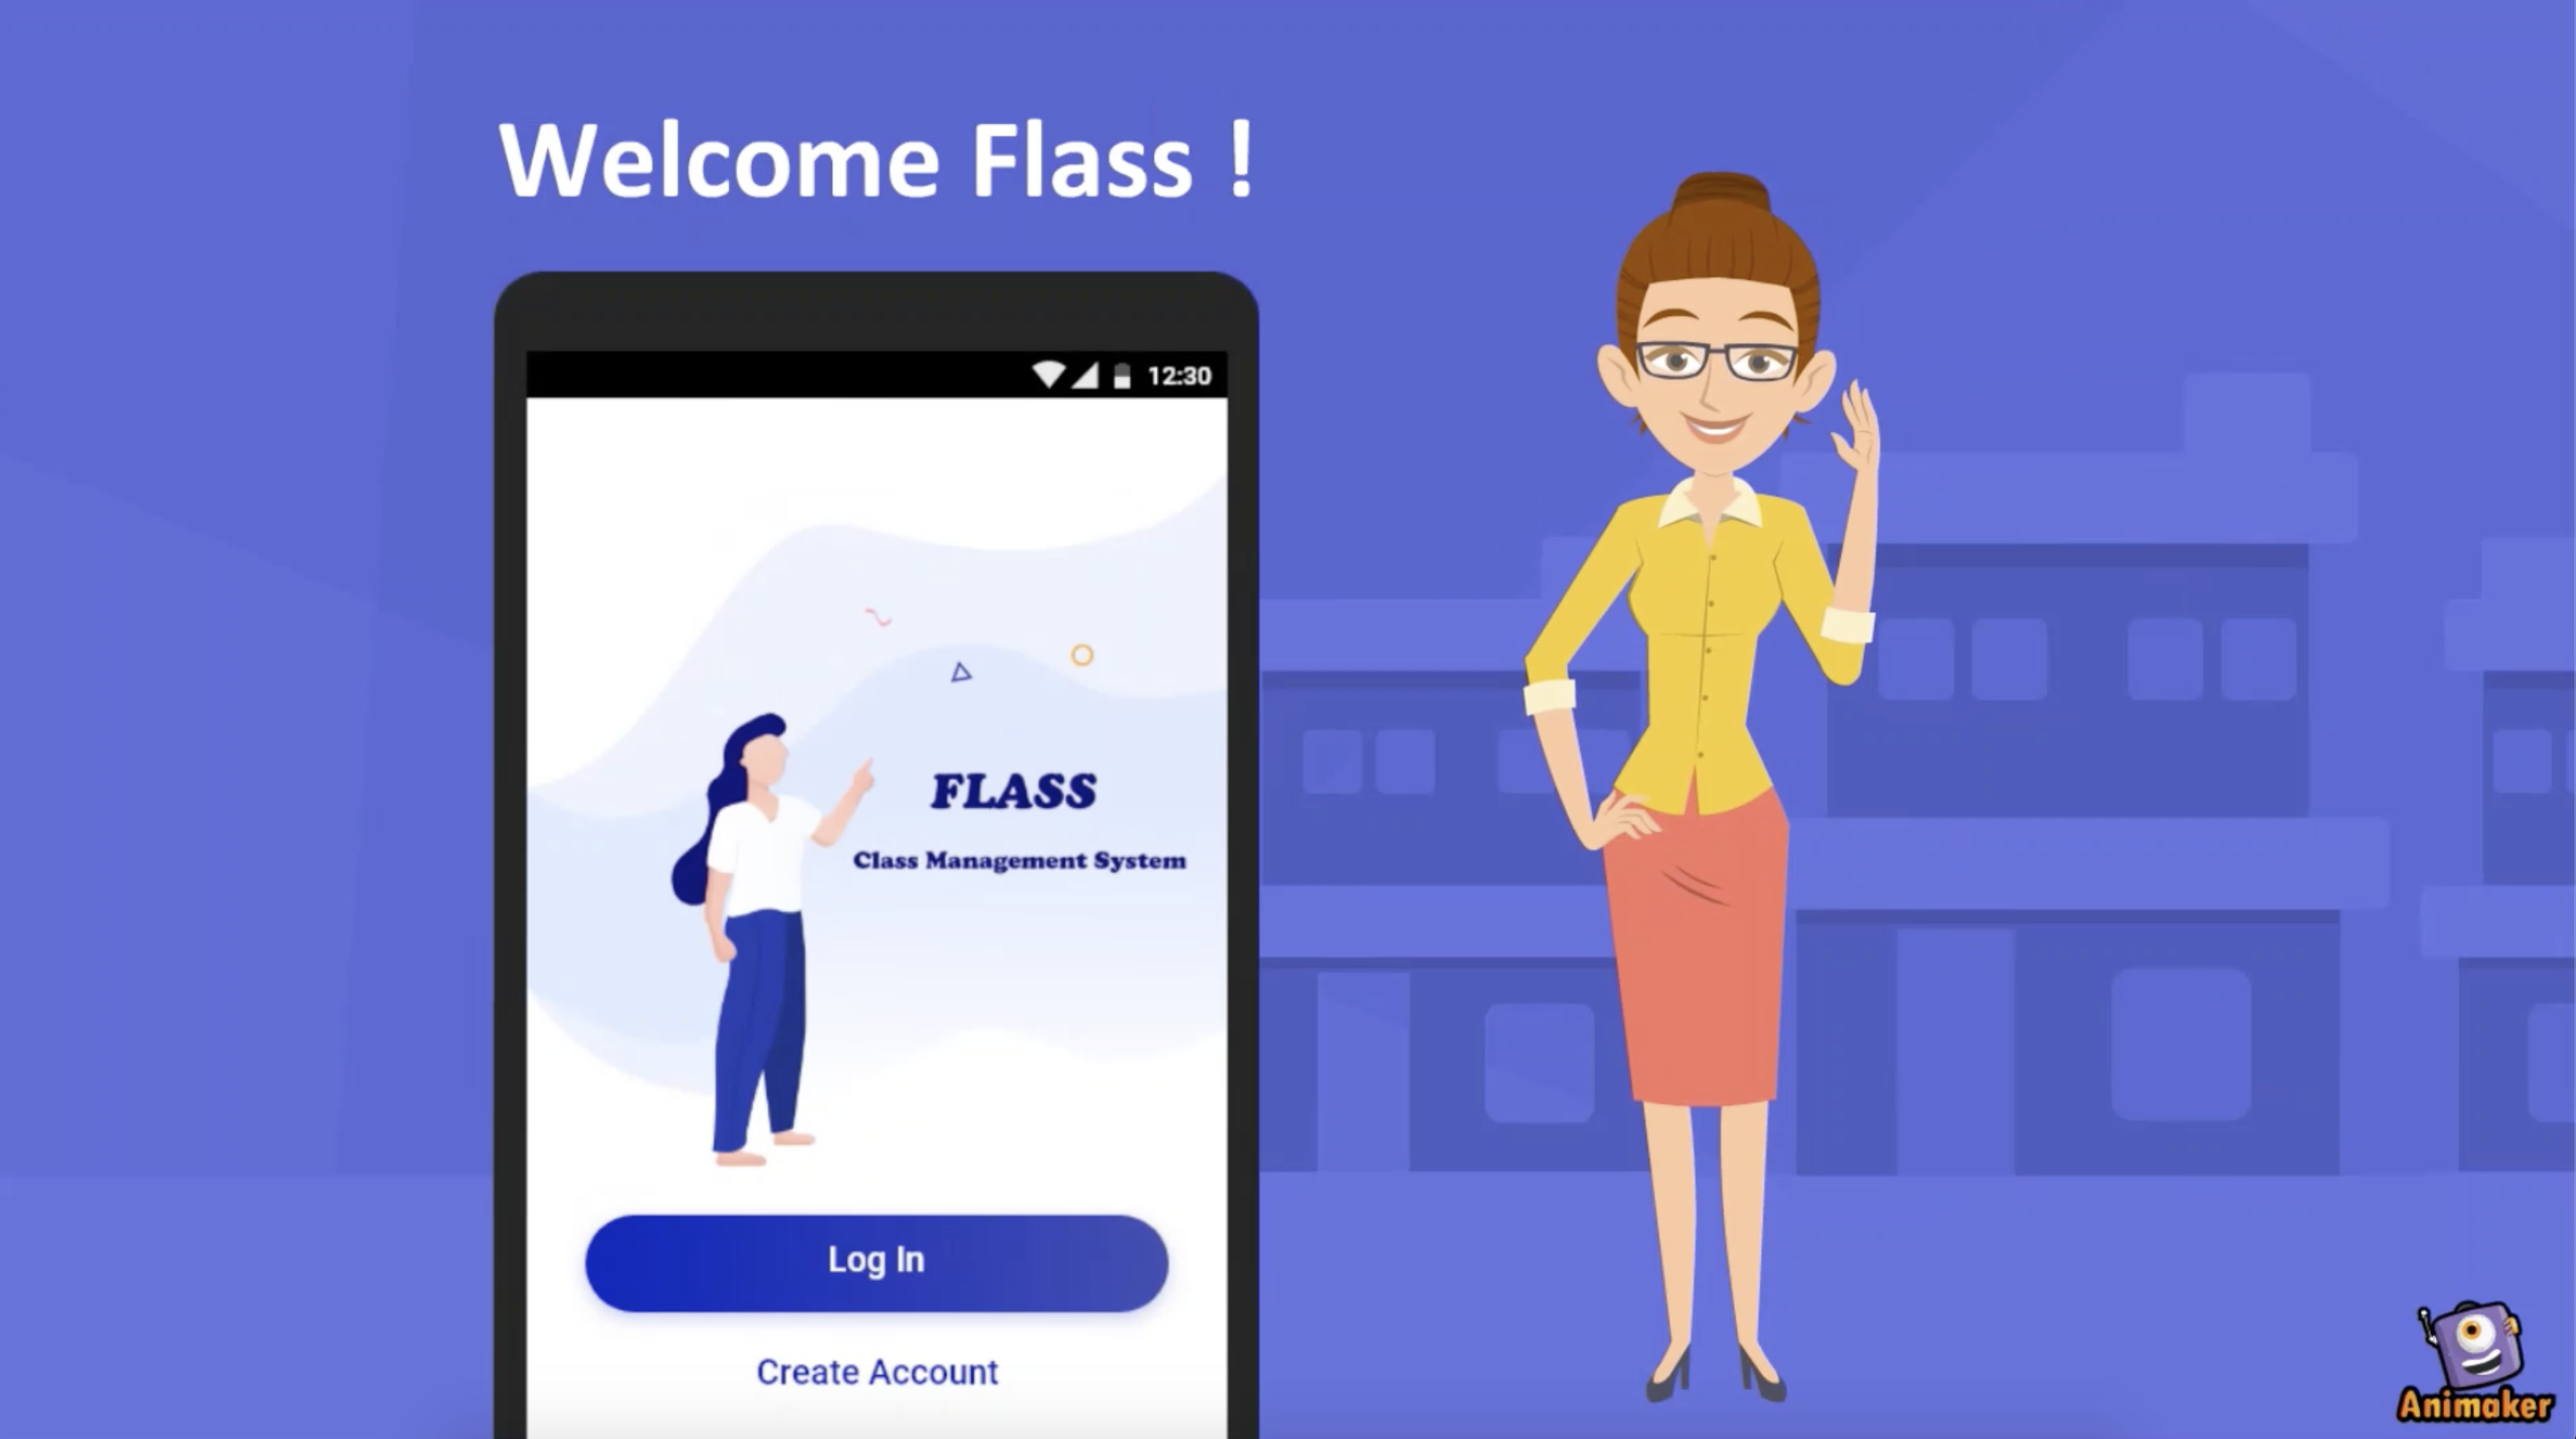 Welcome Flass !
12:30
FLASS
Class Management System
Log In
Create Account
Animaker